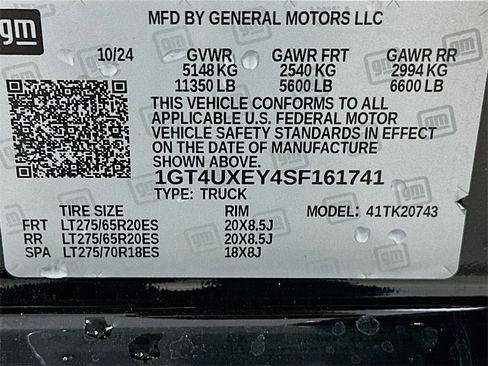 gm
MFD BY GENERAL MOTORS LLC
10/24 GVWR GAWR FRT GAWR RR
5148 KG 2540 KG 2994 KG
11350 LB 5600 LB 6600 LB
THIS VEHICLE CONFORMS TO ALL
APPLICABLE U.S. FEDERAL MOTOR
VEHICLE SAFETY STANDARDS IN EFFECT
ON THE DATE OF MANUFACTURE
SHOWN ABOVE.
1GT4UXEY4SF161741
TYPE: TRUCK
TIRE SIZE RIM MODEL: 41TK20743
FRT LT275/65R20ES 20X8.5J
RR LT275/65R20ES 20X8.5J
SPA LT275/70R18ES 18X8J